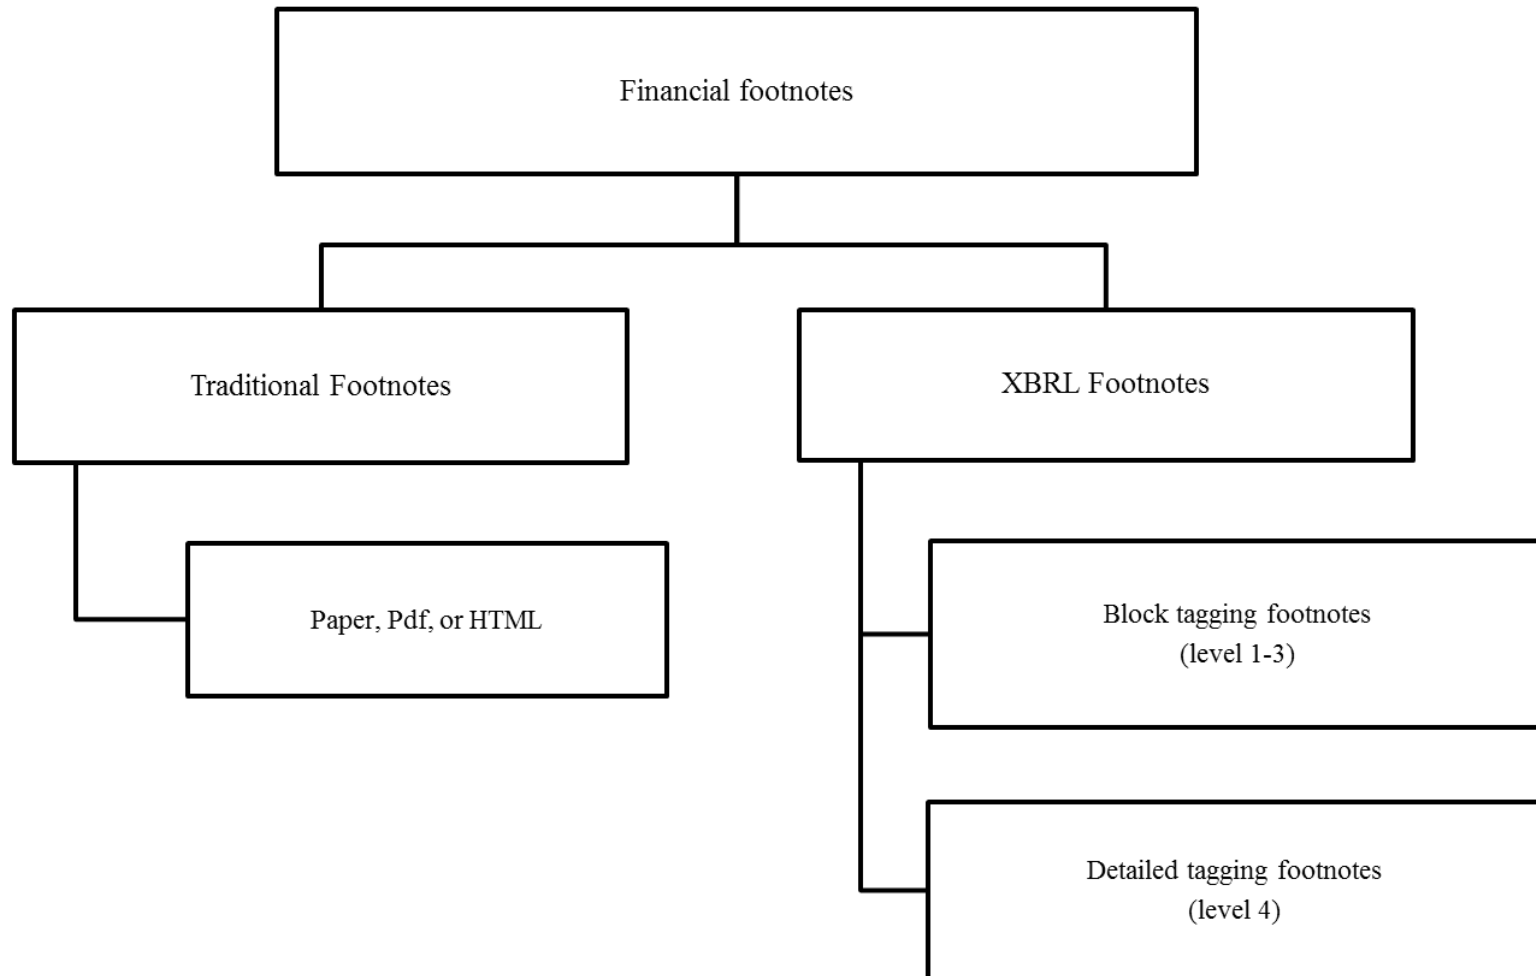 Financial footnotes
Traditional Footnotes
XBRL Footnotes
Paper, Pdf, or HTML
Block tagging footnotes
(level 1-3)
Detailed tagging footnotes
(level 4)